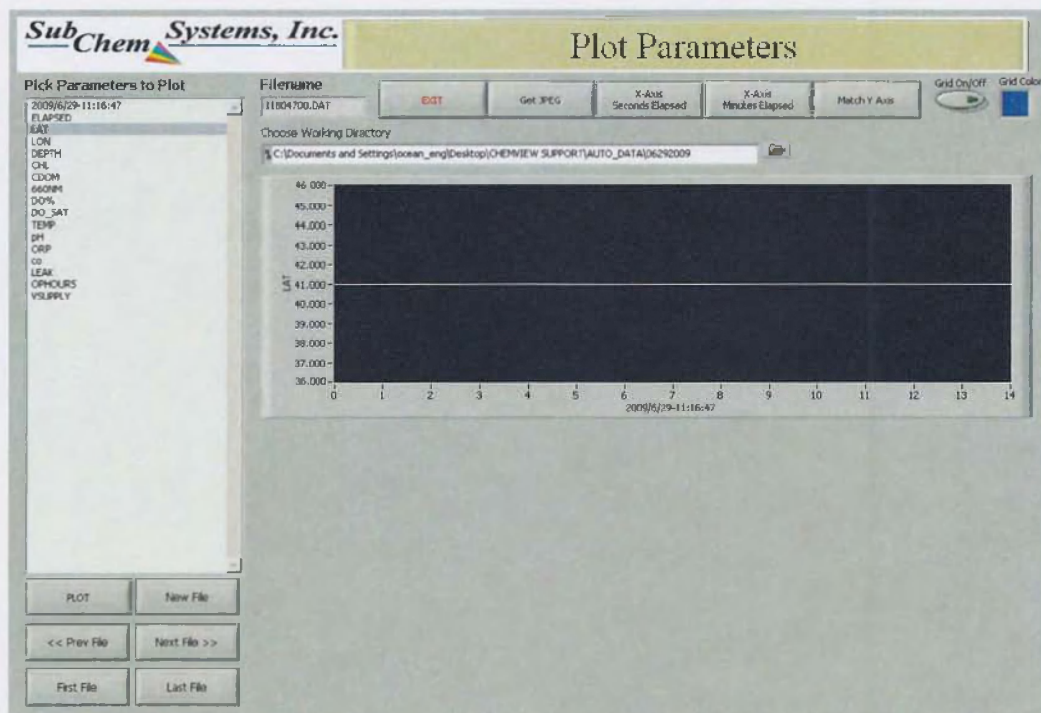 SubChem Systems, Inc.
Plot Parameters
Pick Parameters to Plot
2009/6/29-11:16:47
ELAPSED
LAT
LON
DEPTH
CHL
CDOM
660NM
DO%
DO_SAT
TEMP
pH
ORP
co
LEAK
OPHOURS
VSUPPLY
Filename
11804700.DAT
EXIT
Get JPEG
X-Axis
Seconds Elapsed
X-Axis
Minutes Elapsed
Match Y Axis
Grid On/Off
Grid Color
Choose Working Directory
C:\Documents and Settings\ocean_eng\Desktop\CHEMVIEW SUPPORT\AUTO_DATA\06292009
46.000
45.000
44.000
43.000
42.000
41.000
40.000
39.000
38.000
37.000
36.000
LAT
0 1 2 3 4 5 6 7 8 9 10 11 12 13 14
2009/6/29-11:16:47
PLOT
New File
<< Prev File
Next File >>
First File
Last File